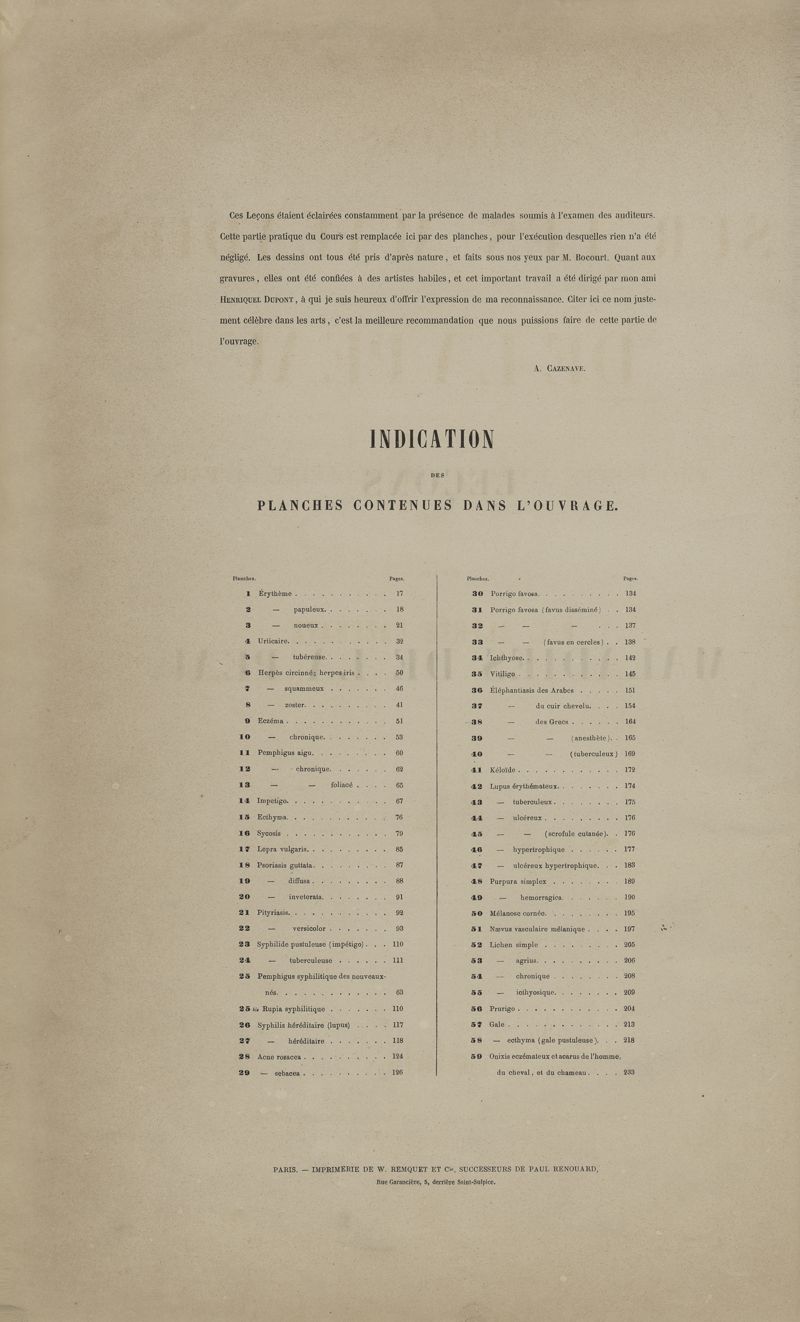 Ces Leçons étaient éclairées constamment par la présence de malades soumis à l'examen des auditeurs.
Cette partie pratique du Cours est remplacée ici par des planches, pour l'exécution desquelles rien n'a été
négligé. Les dessins ont tous été pris d'après nature, et faits sous nos yeux par M. Bocourt. Quant aux
gravures, elles ont été confiées à des artistes habiles, et cet important travail a été dirigé par mon ami
HENRIQUEL DUPONT, à qui je suis heureux d'offrir l'expression de ma reconnaissance. Citer ici ce nom juste-
ment célèbre dans les arts, c'est la meilleure recommandation que nous puissions faire de cette partie de
l'ouvrage.
A. CAZENAVE.
INDICATION
DES
PLANCHES CONTENUES DANS L'OUVRAGE.
Planches. Pages.
1 Érythème . . . . . . . . . . 17
2 — papuleux. . . . . . . . 18
3 — noueux . . . . . . . . 21
4 Urticaire. . . . . . . . . . . 32
5 — tubéreuse. . . . . . . 34
6 Herpès circinné; herpes iris . . . . 50
7 — squammeux . . . . . . . 46
8 — zoster. . . . . . . . . . 41
9 Eczéma . . . . . . . . . . . . 51
10 — chronique. . . . . . . . 53
11 Pemphigus aigu. . . . . . . . . 60
12 — chronique. . . . . . . 62
13 — — foliacé . . . . 65
14 Impetigo. . . . . . . . . . . . 67
15 Ecthyma. . . . . . . . . . . . 76
16 Sycosis . . . . . . . . . . . . 79
17 Lepra vulgaris. . . . . . . . . . 85
18 Psoriasis guttata. . . . . . . . . 87
19 — diffusa . . . . . . . . . 88
20 — inveterata. . . . . . . . 91
21 Pityriasis. . . . . . . . . . . . 92
22 — versicolor . . . . . . . 93
23 Syphilide pustuleuse (impétigo) . . . 110
24 — tuberculeuse . . . . . . 111
25 Pemphigus syphilitique des nouveaux-
nés. . . . . . . . . . . . . 63
25 bis Rupia syphilitique . . . . . . . 110
26 Syphilis héréditaire (lupus) . . . . 117
27 — héréditaire . . . . . . . 118
28 Acne rosacea . . . . . . . . . . 124
29 — sebacea . . . . . . . . . . 126
Planches. Pages.
30 Porrigo favosa. . . . . . . . . . 134
31 Porrigo favosa (favus disséminé) . . 134
32 — — — . . . 137
33 — — (favus en cercles) . . 138
34 Ichthyose. . . . . . . . . . . . 142
35 Vitiligo . . . . . . . . . . . . 145
36 Éléphantiasis des Arabes . . . . . 151
37 — du cuir chevelu. . . . 154
38 — des Grecs . . . . . . 164
39 — — (anesthète). . 165
40 — — (tuberculeux) 169
41 Kéloïde . . . . . . . . . . . . 172
42 Lupus érythémateux. . . . . . . . 174
43 — tuberculeux . . . . . . . . 175
44 — ulcéreux . . . . . . . . . 176
45 — — (scrofule cutanée). . 176
46 — hypertrophique . . . . . . 177
47 — ulcéreux hypertrophique. . . 183
48 Purpura simplex . . . . . . . . 189
49 — hemorragica. . . . . . . 190
50 Mélanose cornée. . . . . . . . . 195
51 Nævus vasculaire mélanique . . . . 197
52 Lichen simple . . . . . . . . . 205
53 — agrius. . . . . . . . . . 206
54 — chronique . . . . . . . . 208
55 — icthyosique. . . . . . . . 209
56 Prurigo . . . . . . . . . . . . 204
57 Gale . . . . . . . . . . . . . 213
58 — ecthyma (gale pustuleuse). . . 218
59 Onixis eczémateux et acarus de l'homme,
du cheval, et du chameau . . . . 233
PARIS. — IMPRIMERIE DE W. REMQUET ET Cie, SUCCESSEURS DE PAUL RENOUARD,
Rue Garancière, 5, derrière Saint-Sulpice.